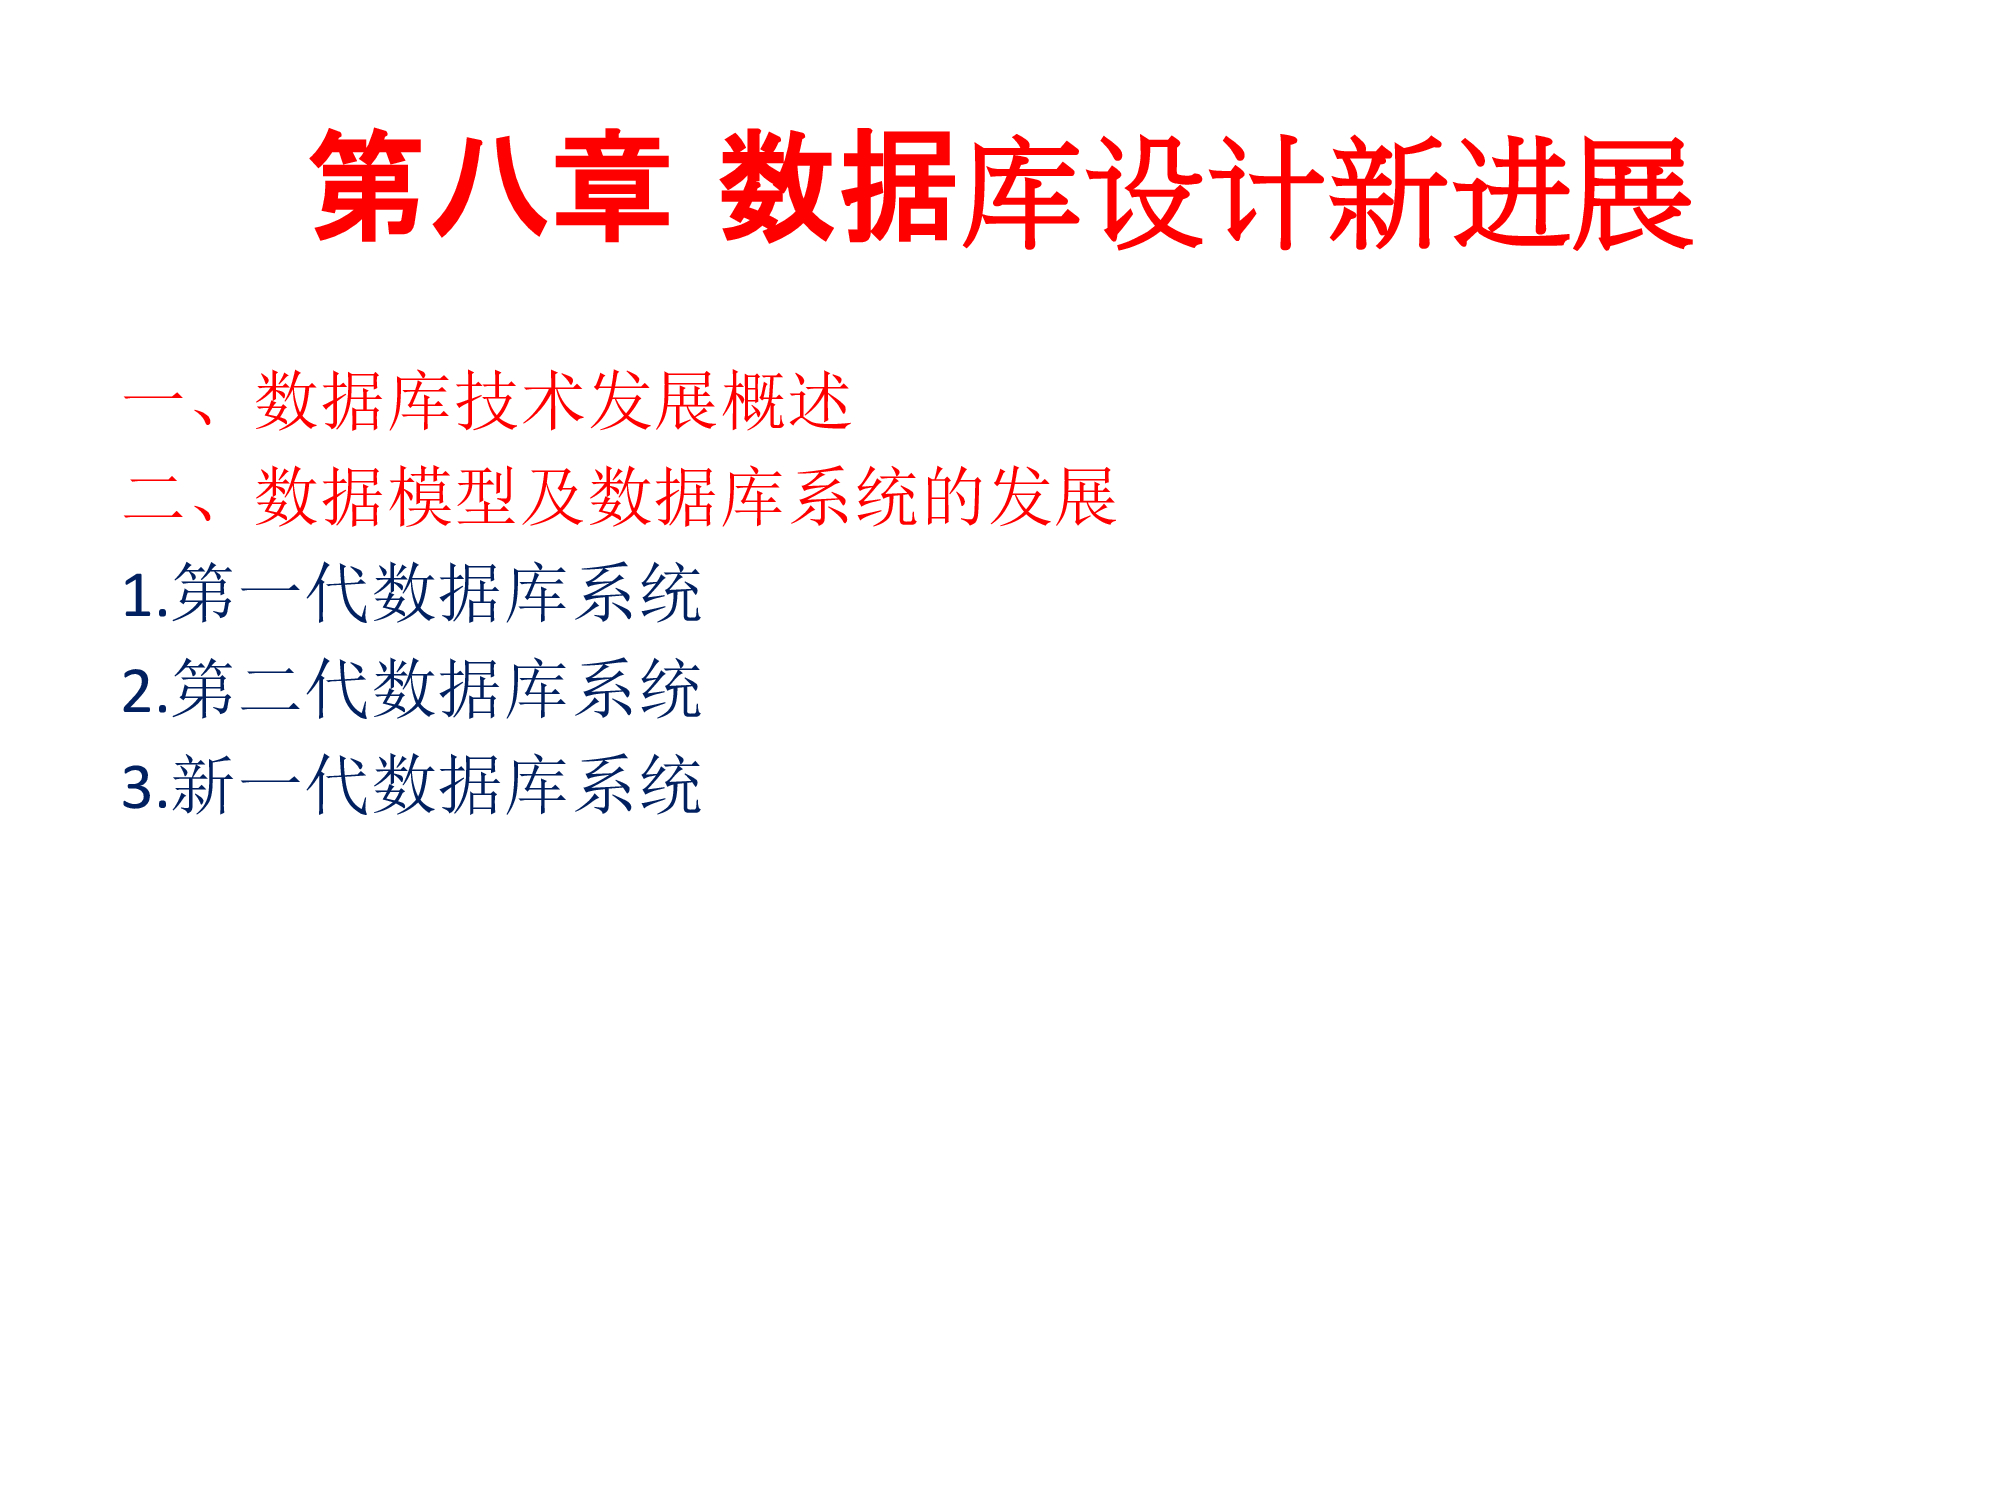 第八章 数据库设计新进展
一、数据库技术发展概述
二、数据模型及数据库系统的发展
1.第一代数据库系统
2.第二代数据库系统
3.新一代数据库系统